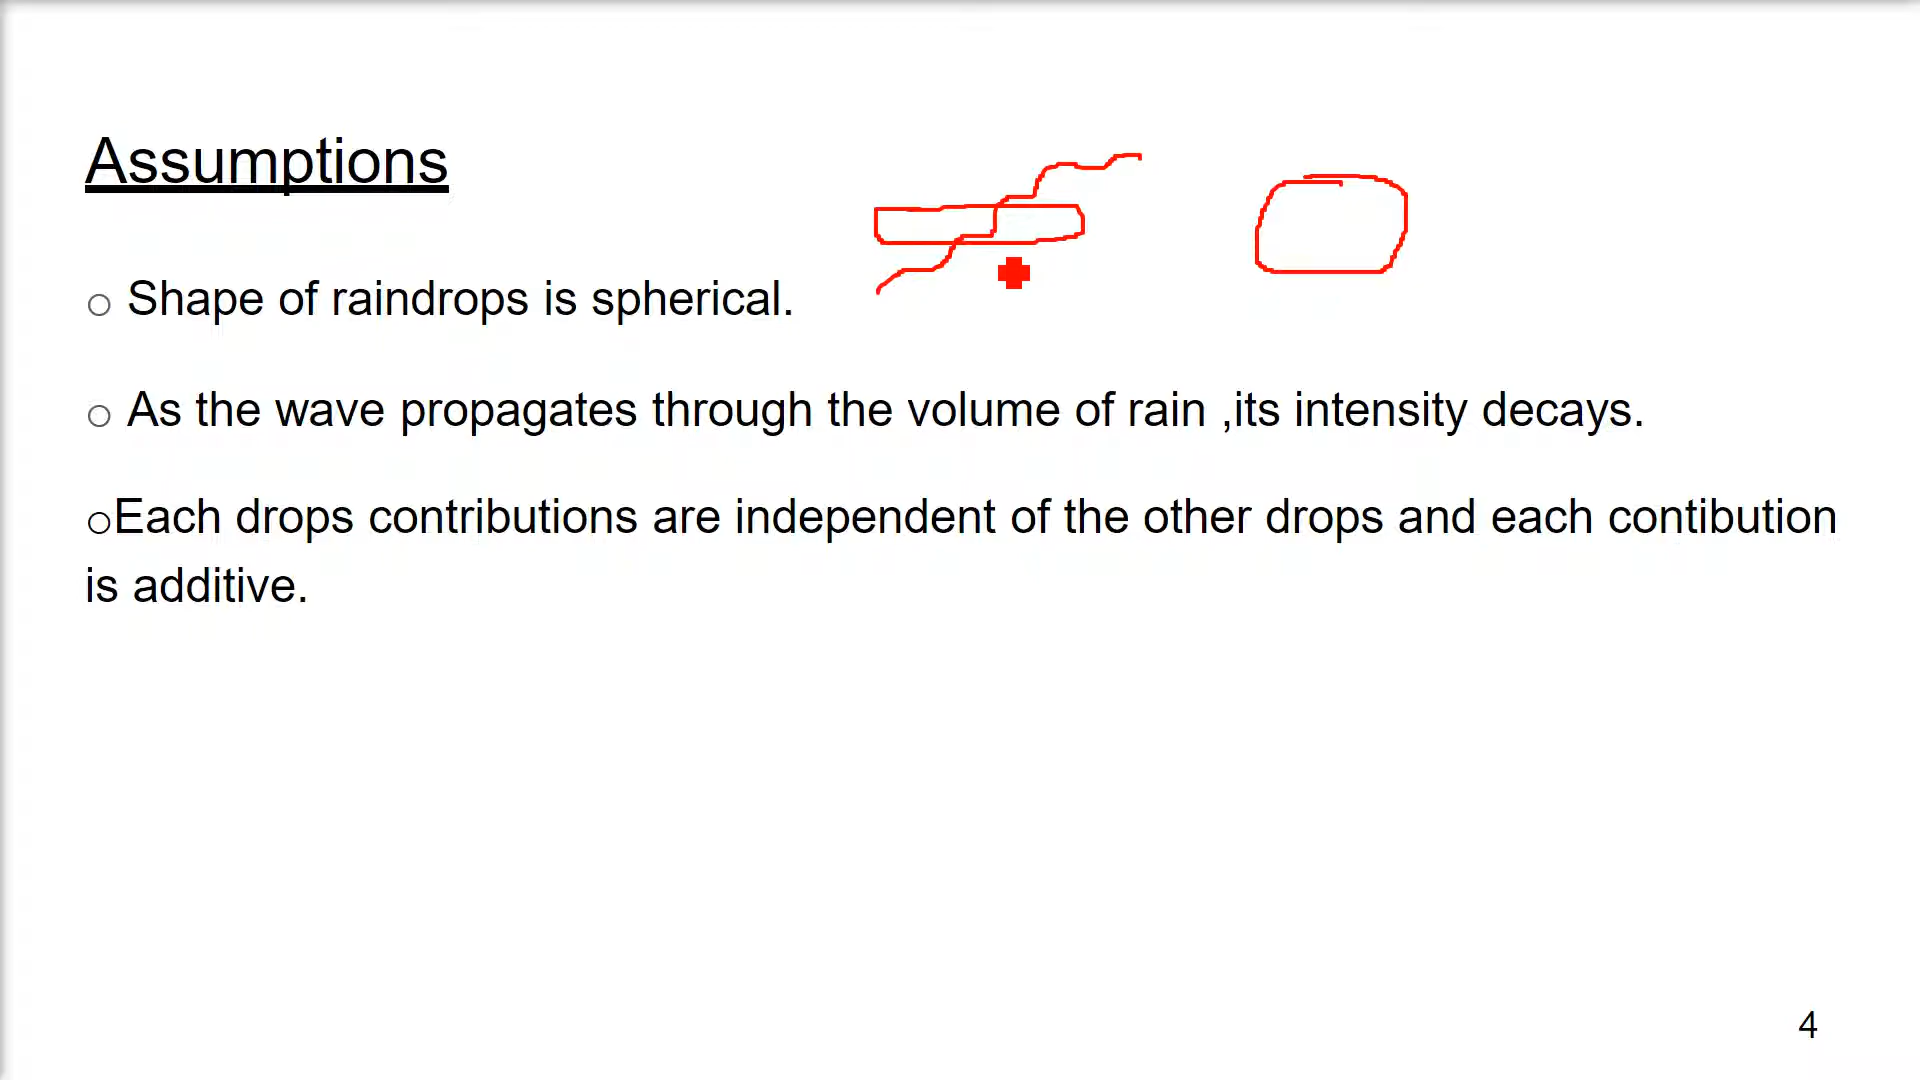 Assumptions
Shape of raindrops is spherical.
As the wave propagates through the volume of rain ,its intensity decays.
Each drops contributions are independent of the other drops and each contibution
is additive.
4